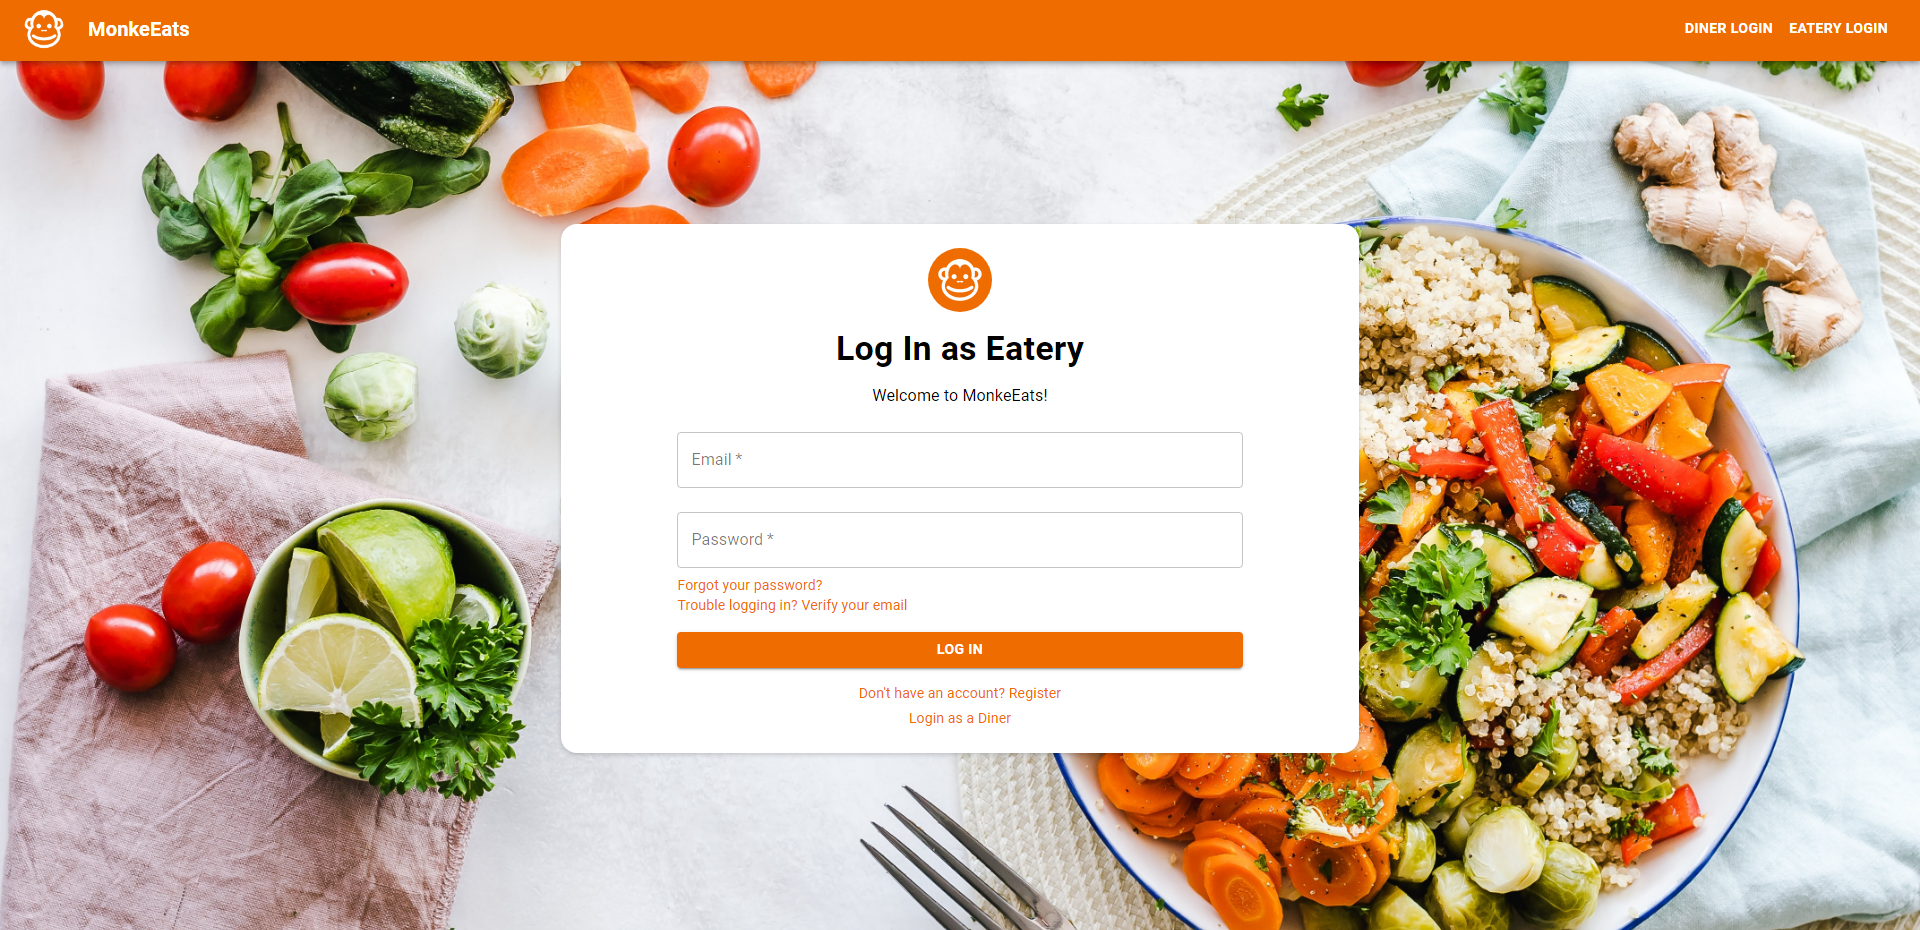 MonkeEats
DINER LOGIN EATERY LOGIN
Log In as Eatery
Welcome to MonkeEats!
Email *
Password *
Forgot your password?
Trouble logging in? Verify your email
LOG IN
Don't have an account? Register
Login as a Diner